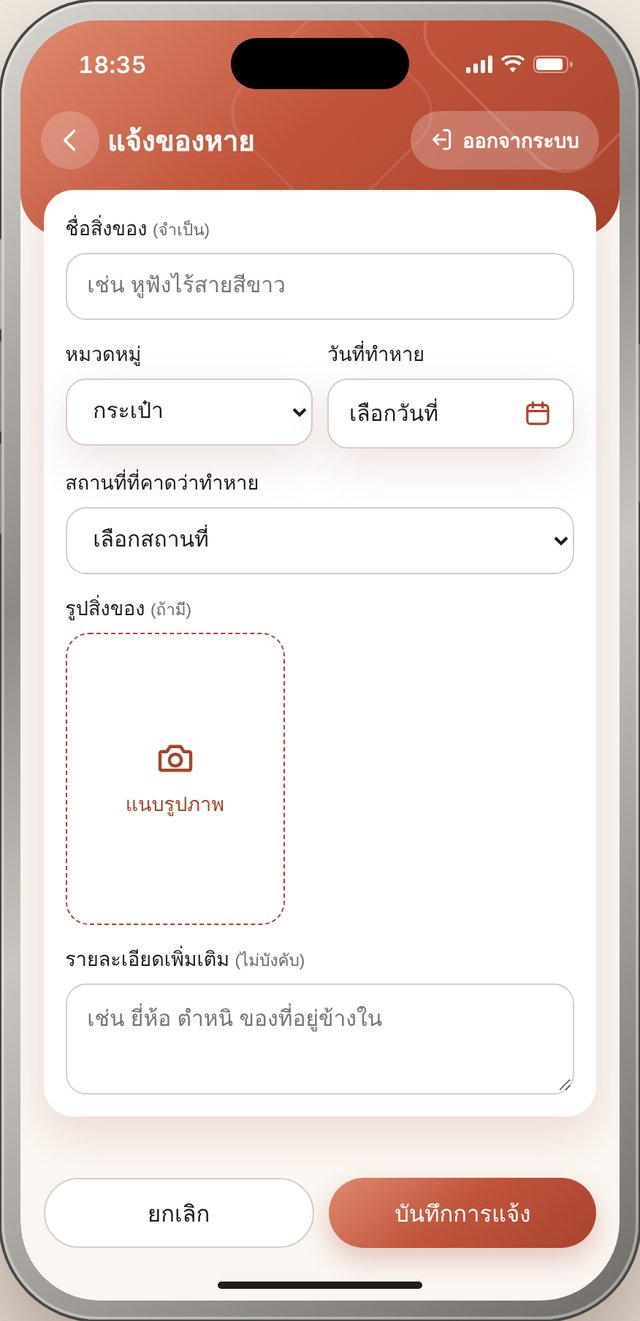 18:35
แจ้งของหาย
ออกจากระบบ
ชื่อสิ่งของ (จำเป็น)
เช่น หูฟังไร้สายสีขาว
หมวดหมู่ วันที่ทำหาย
กระเป๋า เลือกวันที่
สถานที่ที่คาดว่าทำหาย
เลือกสถานที่
รูปสิ่งของ (ถ้ามี)
แนบรูปภาพ
รายละเอียดเพิ่มเติม (ไม่บังคับ)
เช่น ยี่ห้อ ตำหนิ ของที่อยู่ข้างใน
ยกเลิก บันทึกการแจ้ง